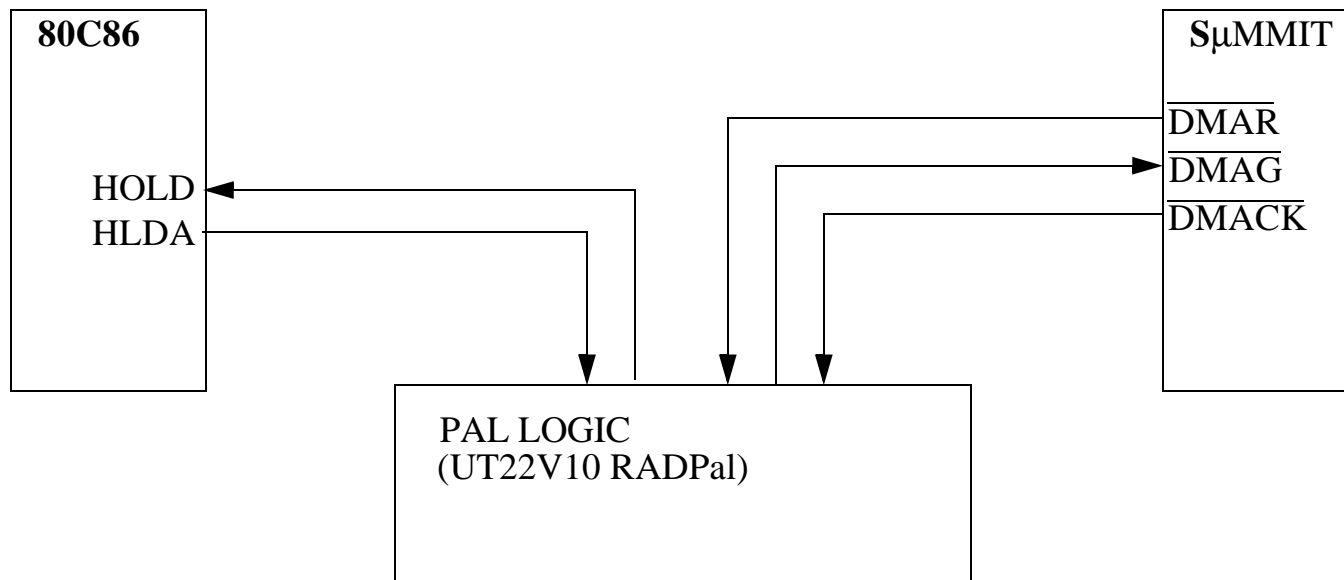 80C86
SμMMIT
DMAR
DMAG
DMACK
HOLD
HLDA
PAL LOGIC
(UT22V10 RADPal)